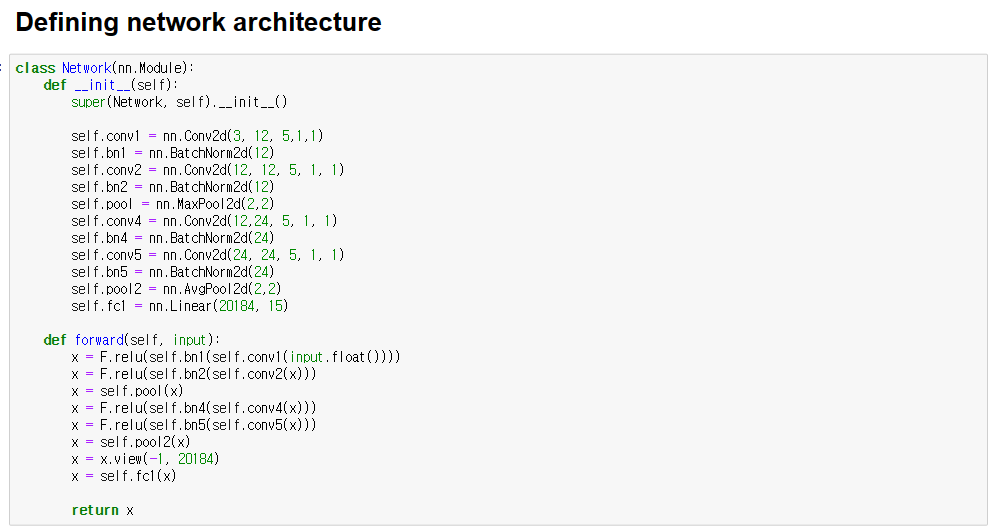 Defining network architecture
:
class Network(nn.Module):
    def __init__(self):
        super(Network, self).__init__()

        self.conv1 = nn.Conv2d(3, 12, 5,1,1)
        self.bn1 = nn.BatchNorm2d(12)
        self.conv2 = nn.Conv2d(12, 12, 5, 1, 1)
        self.bn2 = nn.BatchNorm2d(12)
        self.pool = nn.MaxPool2d(2,2)
        self.conv4 = nn.Conv2d(12,24, 5, 1, 1)
        self.bn4 = nn.BatchNorm2d(24)
        self.conv5 = nn.Conv2d(24, 24, 5, 1, 1)
        self.bn5 = nn.BatchNorm2d(24)
        self.pool2 = nn.AvgPool2d(2,2)
        self.fc1 = nn.Linear(20184, 15)

    def forward(self, input):
        x = F.relu(self.bn1(self.conv1(input.float())))
        x = F.relu(self.bn2(self.conv2(x)))
        x = self.pool(x)
        x = F.relu(self.bn4(self.conv4(x)))
        x = F.relu(self.bn5(self.conv5(x)))
        x = self.pool2(x)
        x = x.view(-1, 20184)
        x = self.fc1(x)

        return x